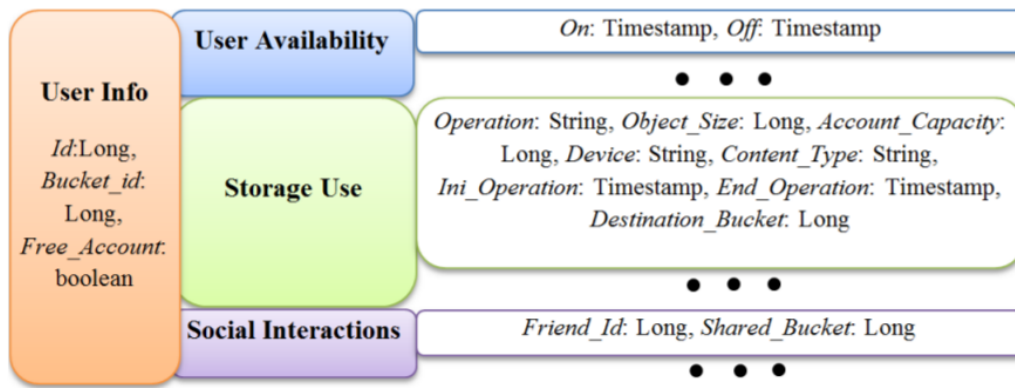 User Info
Id:Long,
Bucket_id:
Long,
Free_Account:
boolean
User Availability
On: Timestamp, Off: Timestamp
Storage Use
Operation: String, Object_Size: Long, Account_Capacity:
Long, Device: String, Content_Type: String,
Ini_Operation: Timestamp, End_Operation: Timestamp,
Destination_Bucket: Long
Social Interactions
Friend_Id: Long, Shared_Bucket: Long